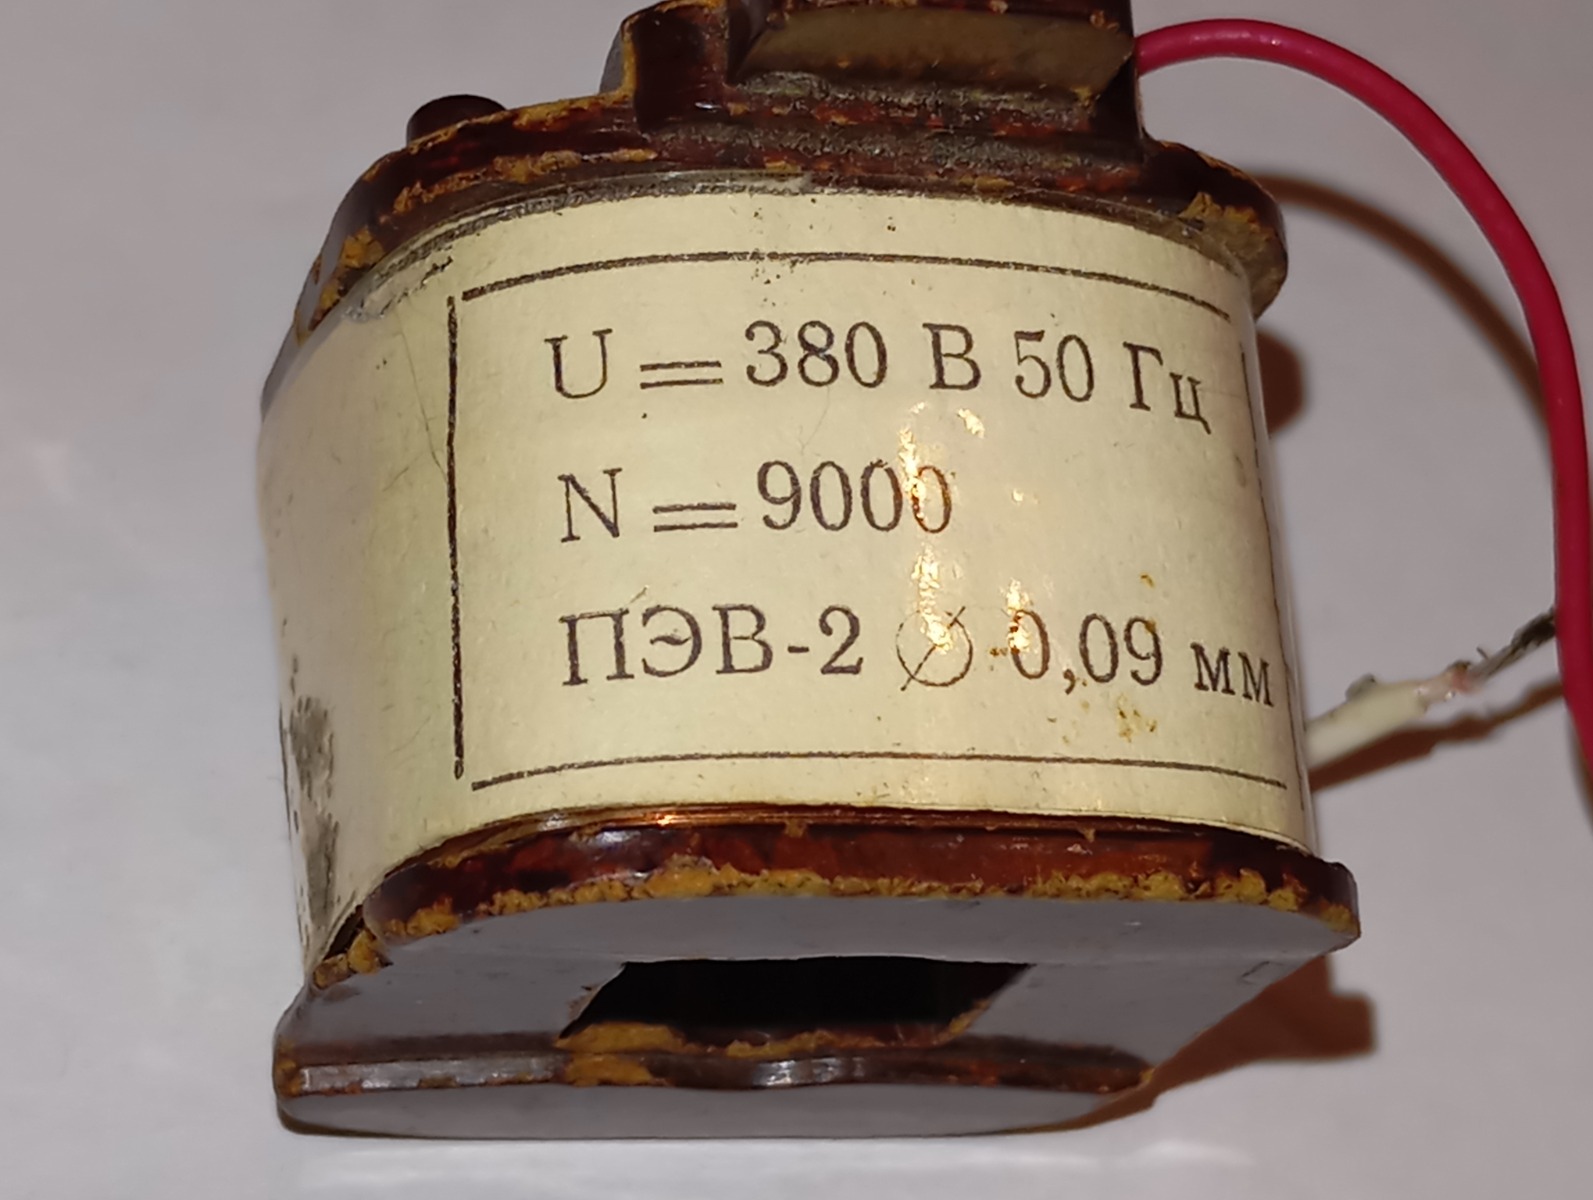 U = 380 В 50 Гц
N = 9000
ПЭВ-2 ∅ 0,09 мм